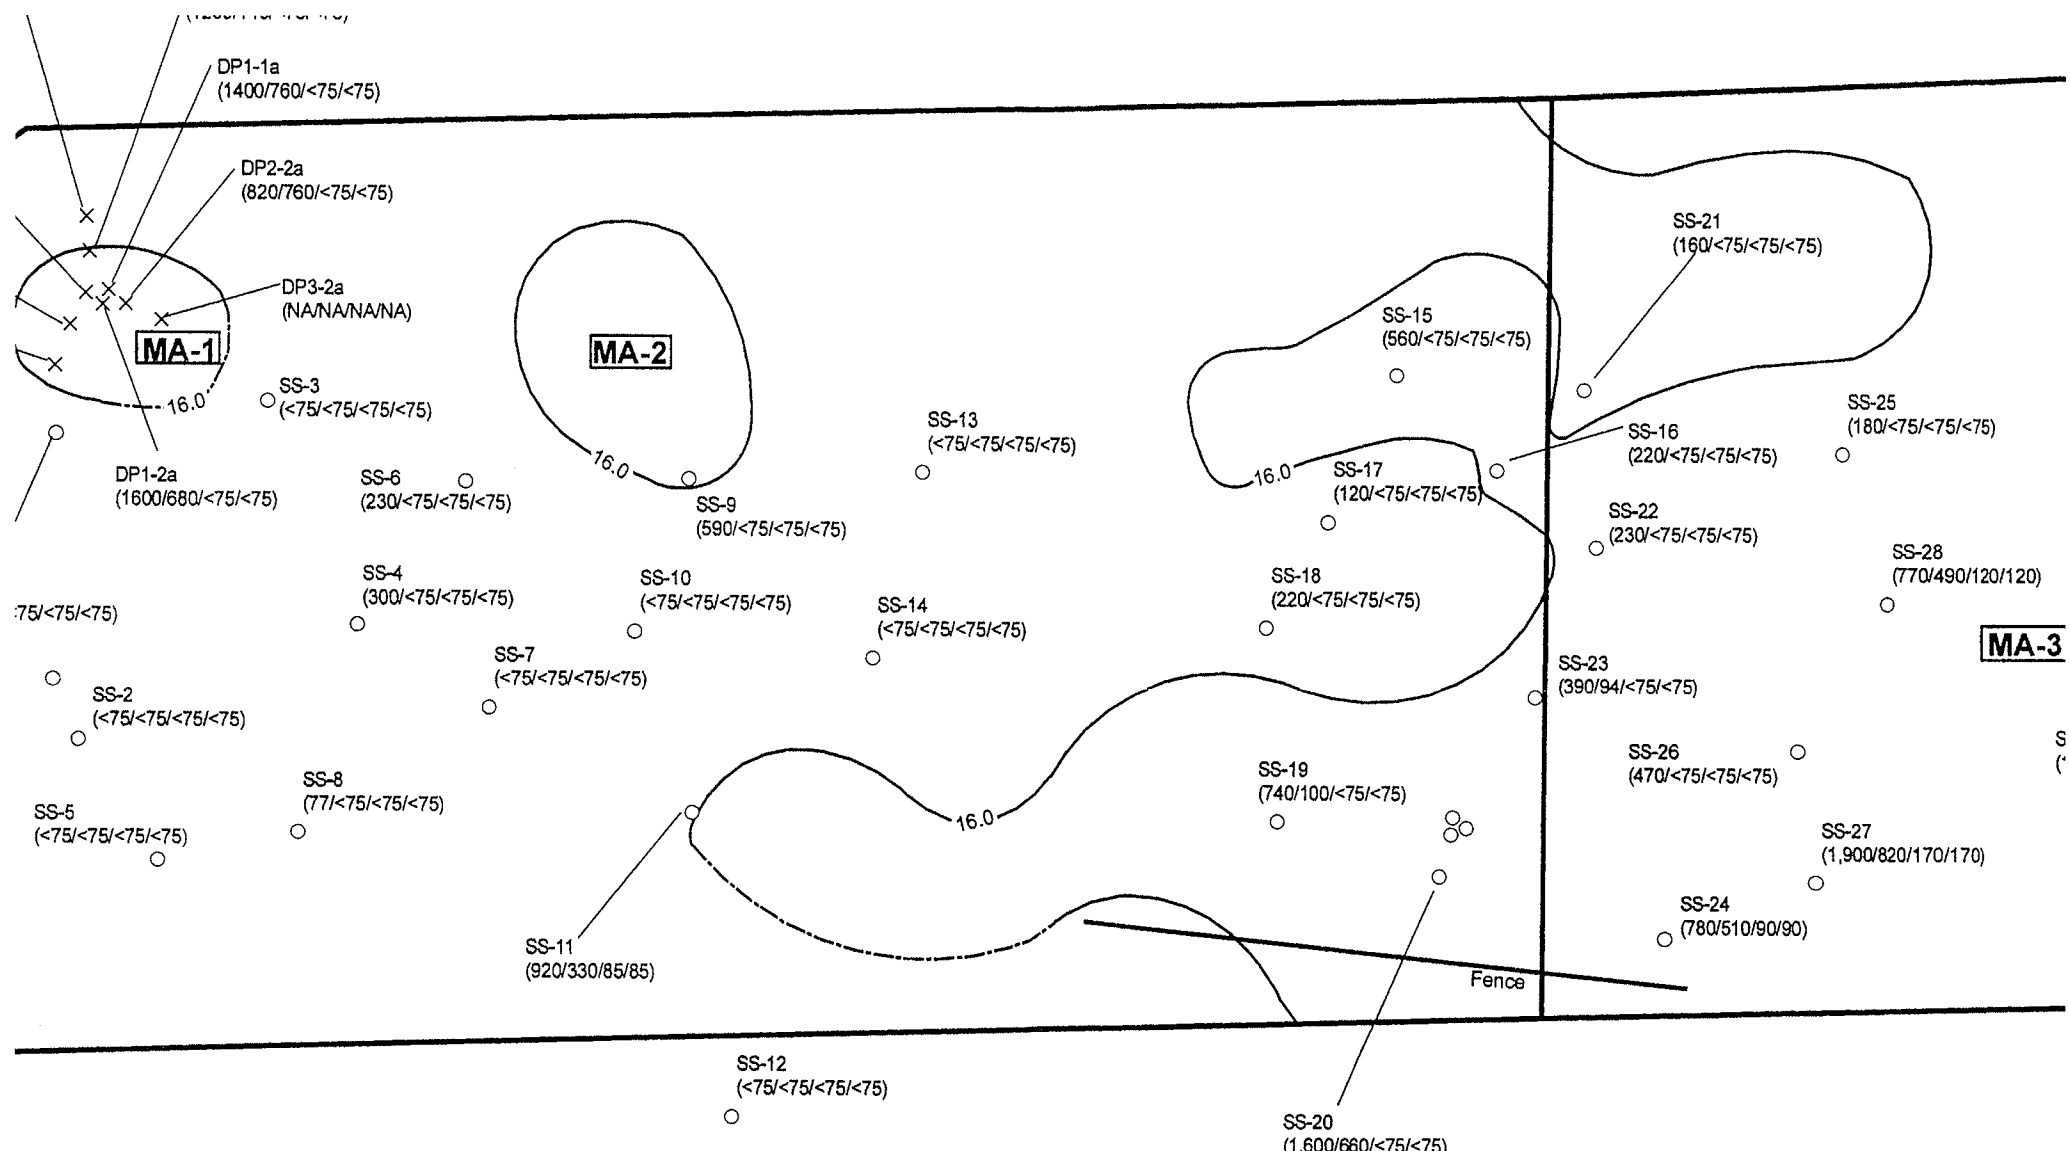 DP1-1a
(1400/760/<75/<75)
DP2-2a
(820/760/<75/<75)
SS-21
(160/<75/<75/<75)
DP3-2a
(NA/NA/NA/NA)
SS-15
(560/<75/<75/<75)
MA-1
MA-2
SS-3
(<75/<75/<75/<75)
16.0
SS-25
(180/<75/<75/<75)
SS-13
(<75/<75/<75/<75)
SS-16
(220/<75/<75/<75)
16.0
16.0
SS-17
(120/<75/<75/<75)
DP1-2a
(1600/680/<75/<75)
SS-6
(230/<75/<75/<75)
SS-9
(590/<75/<75/<75)
SS-22
(230/<75/<75/<75)
SS-28
(770/490/120/120)
SS-4
(300/<75/<75/<75)
SS-10
(<75/<75/<75/<75)
SS-18
(220/<75/<75/<75)
SS-14
(<75/<75/<75/<75)
75/<75/<75)
MA-3
SS-7
(<75/<75/<75/<75)
SS-23
(390/94/<75/<75)
SS-2
(<75/<75/<75/<75)
SS-26
(470/<75/<75/<75)
SS-8
(77/<75/<75/<75)
SS-19
(740/100/<75/<75)
SS-5
(<75/<75/<75/<75)
16.0
SS-27
(1,900/820/170/170)
SS-24
(780/510/90/90)
SS-11
(920/330/85/85)
Fence
SS-12
(<75/<75/<75/<75)
SS-20
(1,600/660/<75/<75)